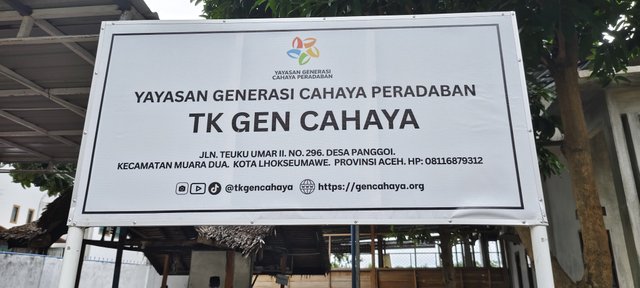 YAYASAN GENERASI
CAHAYA PERADABAN
YAYASAN GENERASI CAHAYA PERADABAN
TK GEN CAHAYA
JLN. TEUKU UMAR II. NO. 296. DESA PANGGOI.
KECAMATAN MUARA DUA. KOTA LHOKSEUMAWE. PROVINSI ACEH. HP: 08116879312
@tkgencahaya https://gencahaya.org